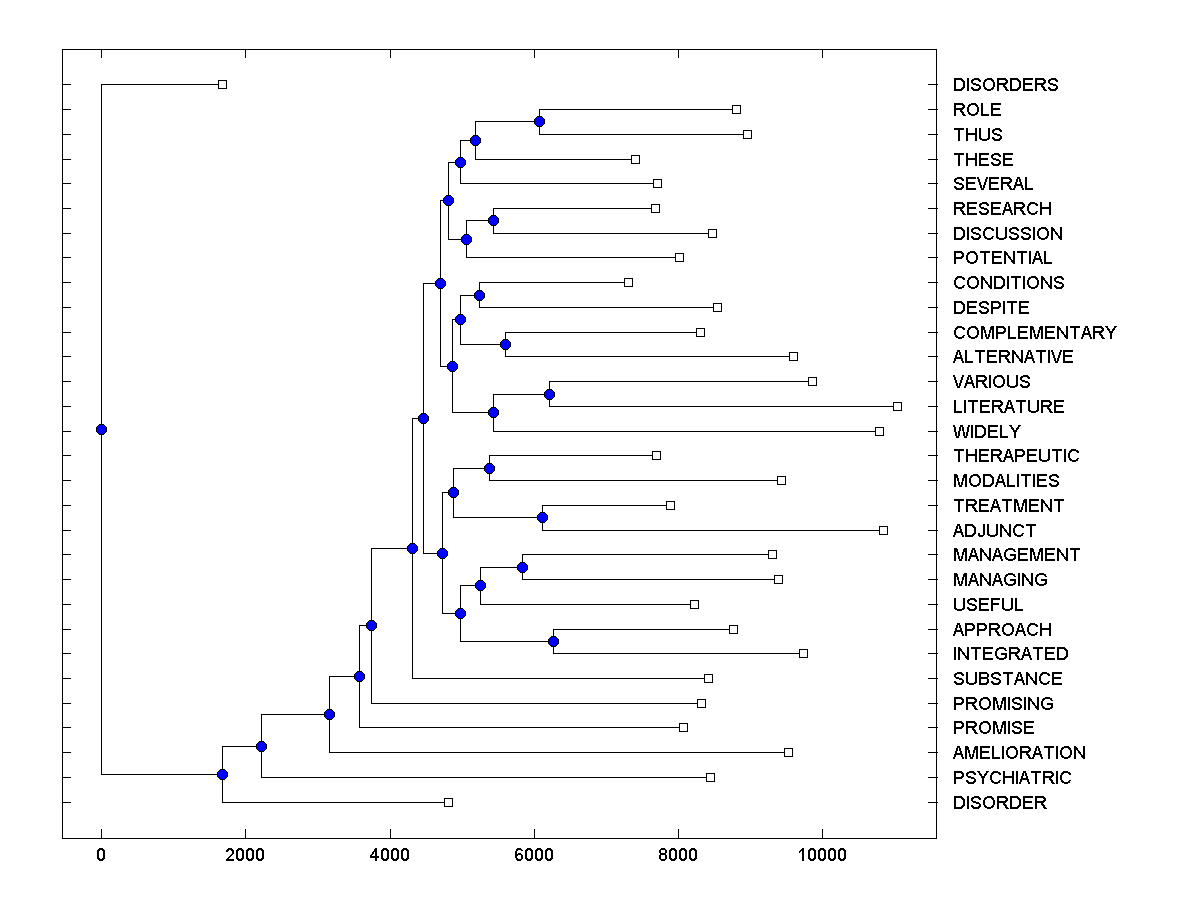 DISORDERS
ROLE
THUS
THESE
SEVERAL
RESEARCH
DISCUSSION
POTENTIAL
CONDITIONS
DESPITE
COMPLEMENTARY
ALTERNATIVE
VARIOUS
LITERATURE
WIDELY
THERAPEUTIC
MODALITIES
TREATMENT
ADJUNCT
MANAGEMENT
MANAGING
USEFUL
APPROACH
INTEGRATED
SUBSTANCE
PROMISING
PROMISE
AMELIORATION
PSYCHIATRIC
DISORDER
0 2000 4000 6000 8000 10000